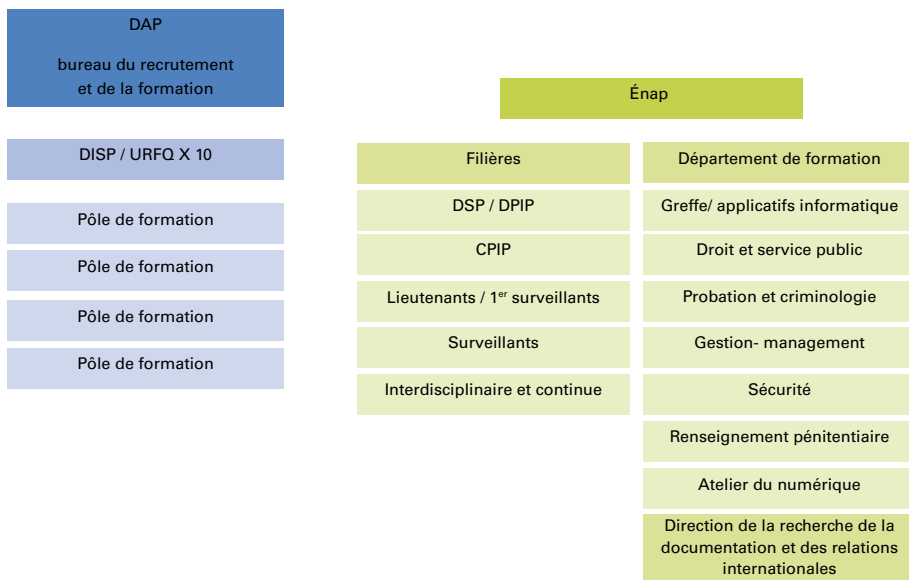 DAP
bureau du recrutement
et de la formation
DISP / URFQ X 10
Pôle de formation
Pôle de formation
Pôle de formation
Pôle de formation
Énap
Filières
DSP / DPIP
CPIP
Lieutenants / 1er surveillants
Surveillants
Interdisciplinaire et continue
Département de formation
Greffe/ applicatifs informatique
Droit et service public
Probation et criminologie
Gestion- management
Sécurité
Renseignement pénitentiaire
Atelier du numérique
Direction de la recherche de la
documentation et des relations
internationales